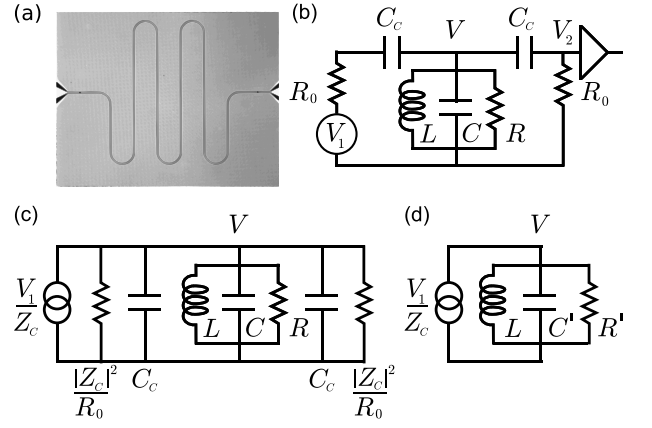 (a)
(b)
C_C
V
C_C
V_2
R_0
V_1
L
C
R
R_0
(c)
V
V_1
Z_C
|Z_C|^2
R_0
C_C
L
C
R
C_C
|Z_C|^2
R_0
(d)
V
V_1
Z_C
L
C'
R'